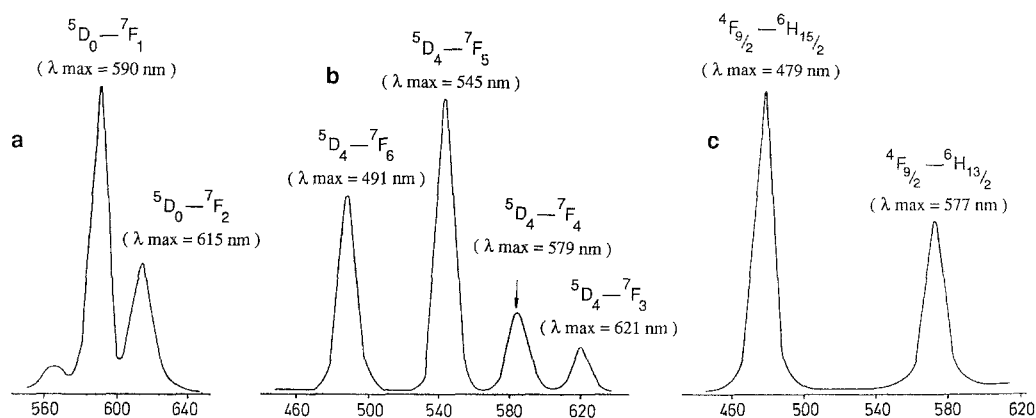 a
⁵D₀—⁷F₁
( λ max = 590 nm)
⁵D₀—⁷F₂
( λ max = 615 nm)
560 600 640
b
⁵D₄—⁷F₆
( λ max = 491 nm)
⁵D₄—⁷F₅
( λ max = 545 nm)
⁵D₄—⁷F₄
( λ max = 579 nm)
⁵D₄—⁷F₃
( λ max = 621 nm)
460 500 540 580 620
c
⁴F₉/₂ —⁶H₁₅/₂
( λ max = 479 nm)
⁴F₉/₂ —⁶H₁₃/₂
( λ max = 577 nm)
460 500 540 580 620